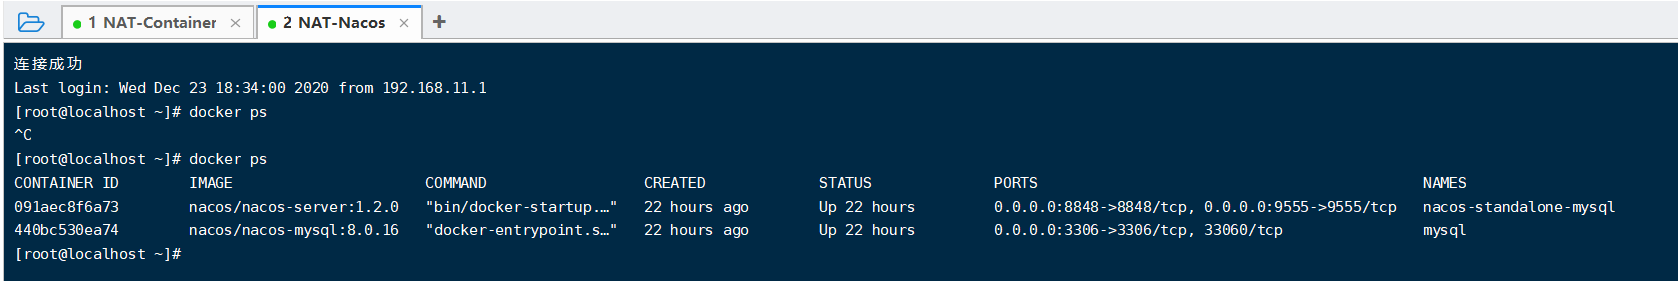 1 NAT-Container × 2 NAT-Nacos × +
连接成功
Last login: Wed Dec 23 18:34:00 2020 from 192.168.11.1
[root@localhost ~]# docker ps
^C
[root@localhost ~]# docker ps
CONTAINER ID IMAGE COMMAND CREATED STATUS PORTS NAMES
091aec8f6a73 nacos/nacos-server:1.2.0 "bin/docker-startup.…" 22 hours ago Up 22 hours 0.0.0.0:8848->8848/tcp, 0.0.0.0:9555->9555/tcp nacos-standalone-mysql
440bc530ea74 nacos/nacos-mysql:8.0.16 "docker-entrypoint.s…" 22 hours ago Up 22 hours 0.0.0.0:3306->3306/tcp, 33060/tcp mysql
[root@localhost ~]#